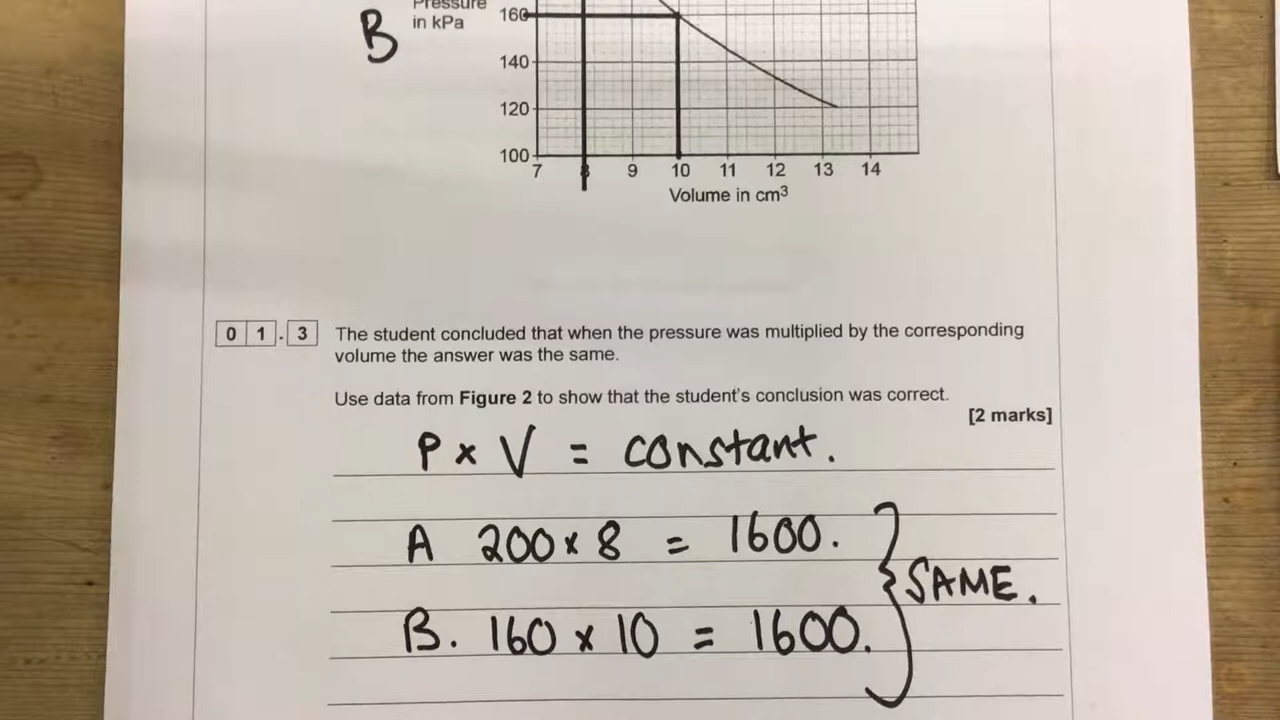 Pressure
in kPa
B
160
140
120
100
7 8 9 10 11 12 13 14
Volume in cm³
0 1 . 3 The student concluded that when the pressure was multiplied by the corresponding
volume the answer was the same.
Use data from Figure 2 to show that the student's conclusion was correct.
[2 marks]
P × V = constant.
A 200 × 8 = 1600.
SAME.
B. 160 × 10 = 1600.